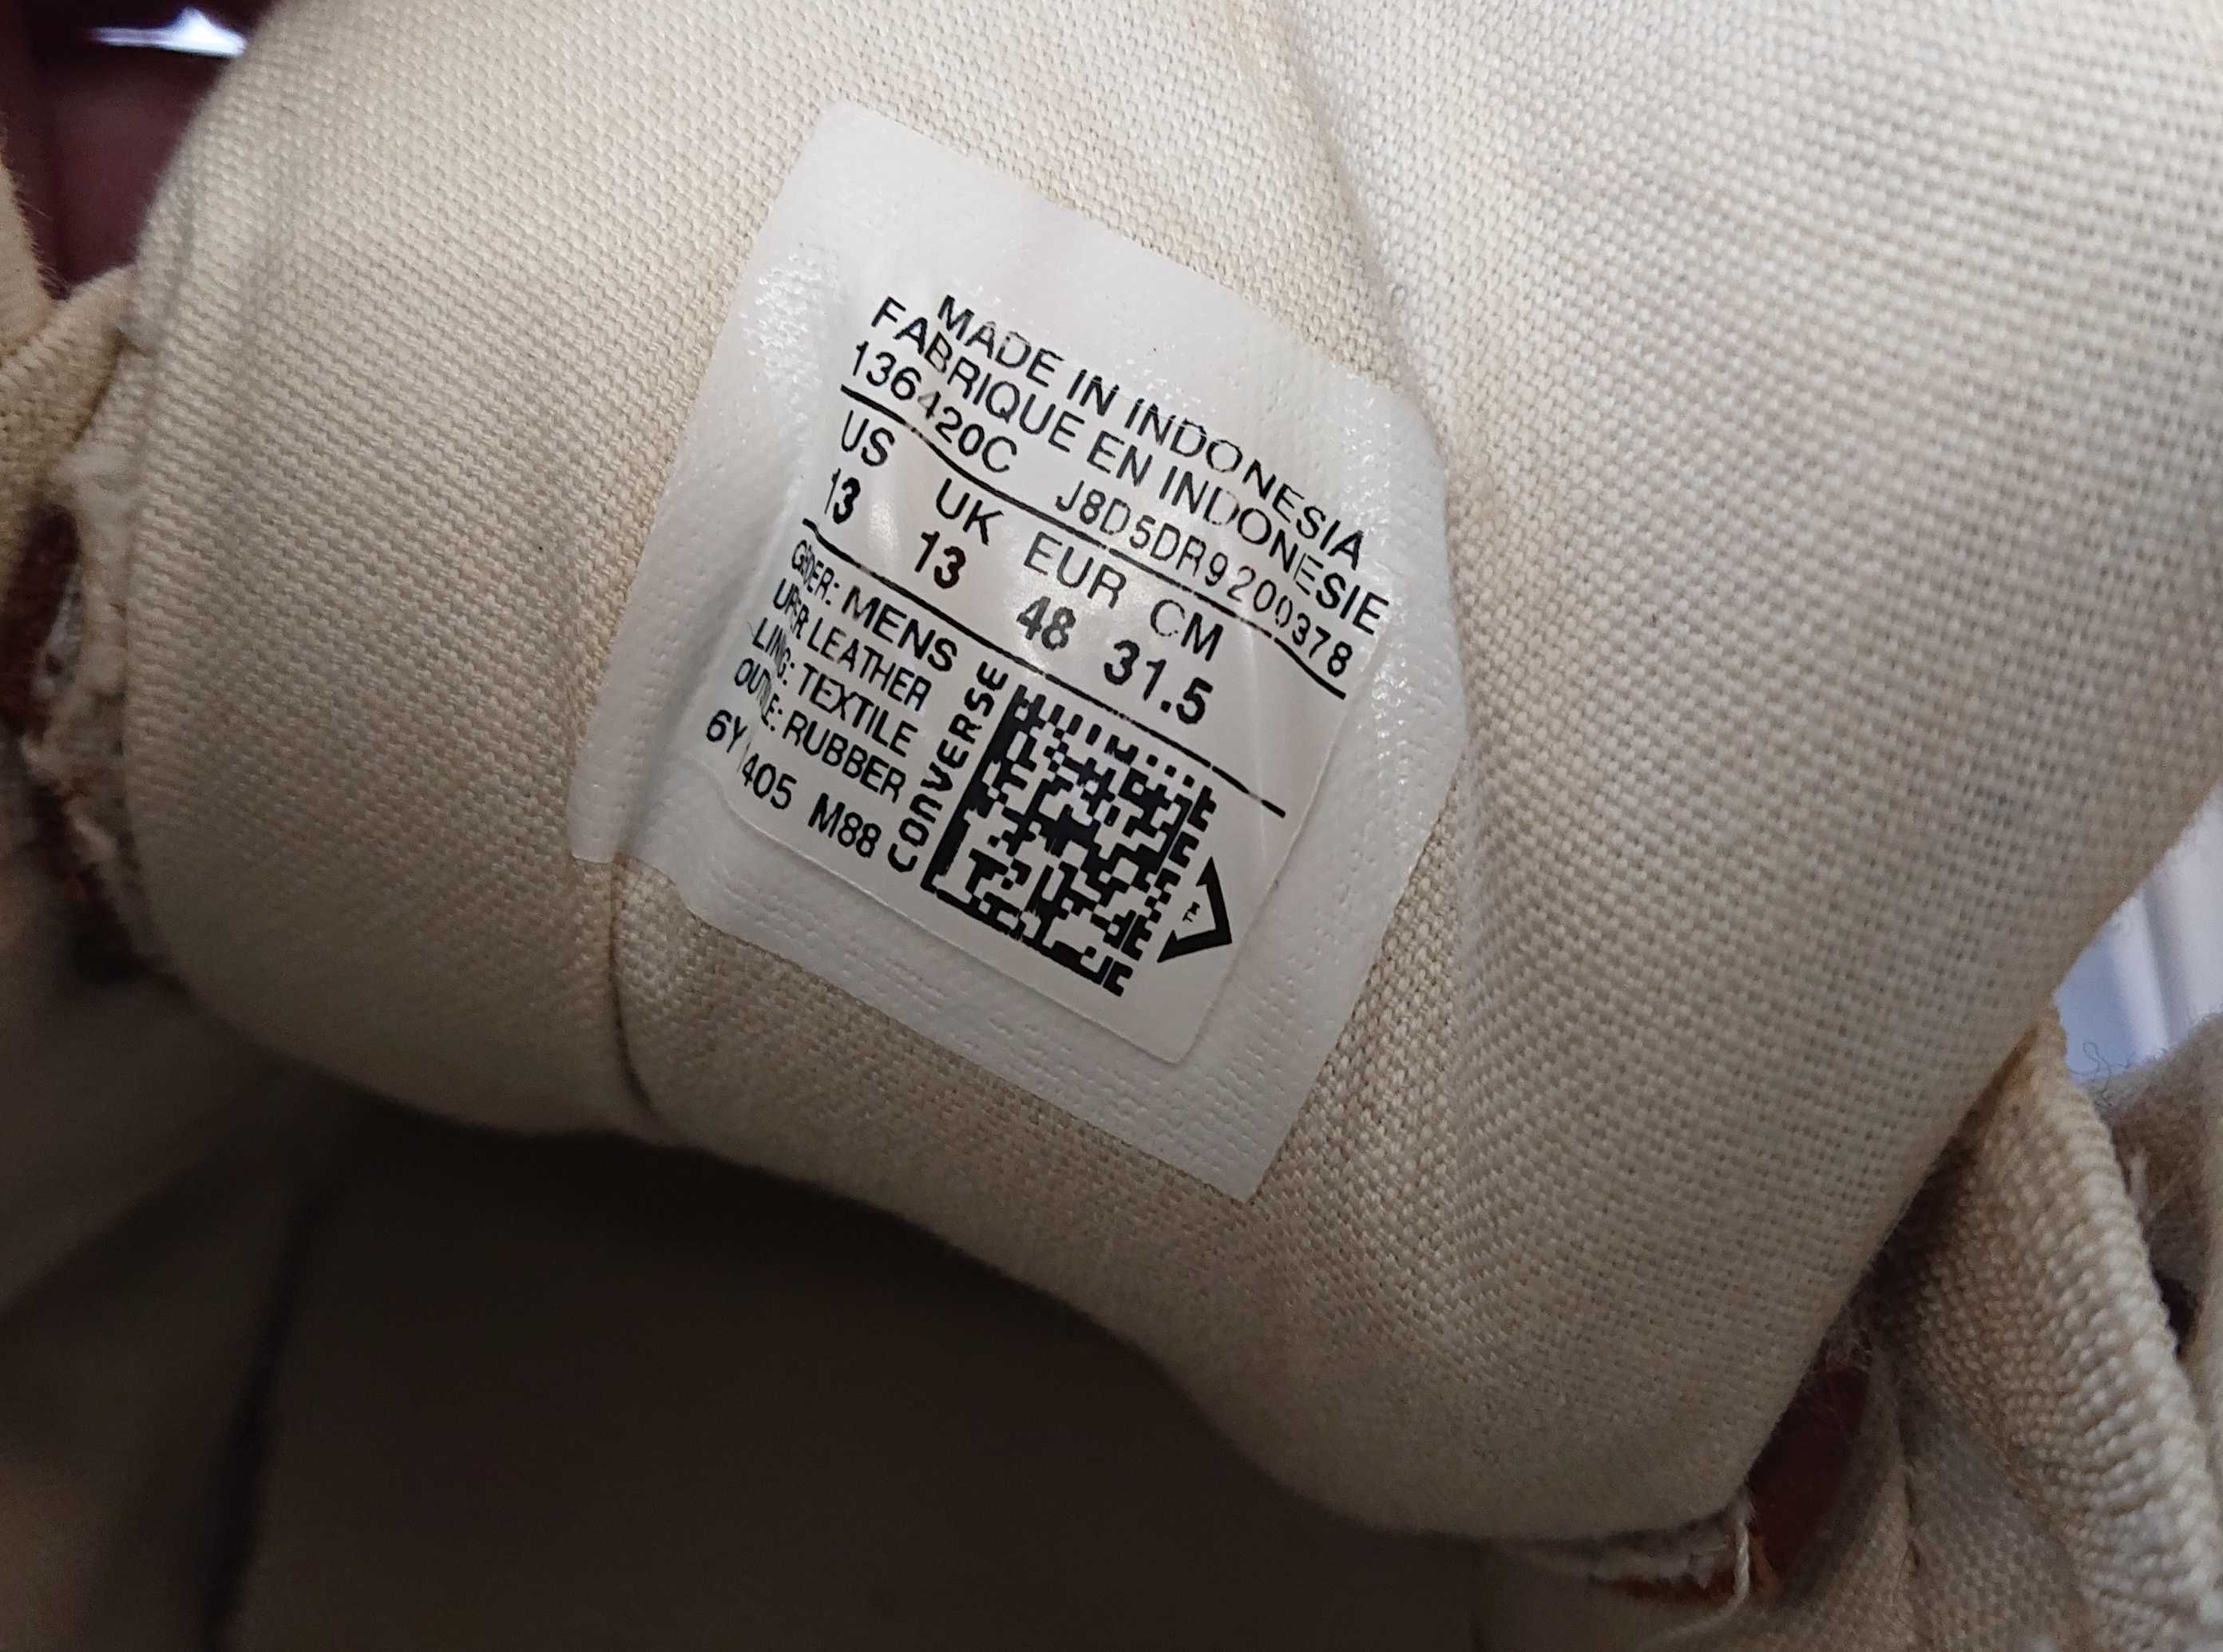 MADE IN INDONESIA
FABRIQUE EN INDONESIE
136420C J8D5DR9200378
US UK EUR CM
13 13 48 31.5
MENS
LEATHER
TEXTILE
RUBBER
405 M88
CONVERSE